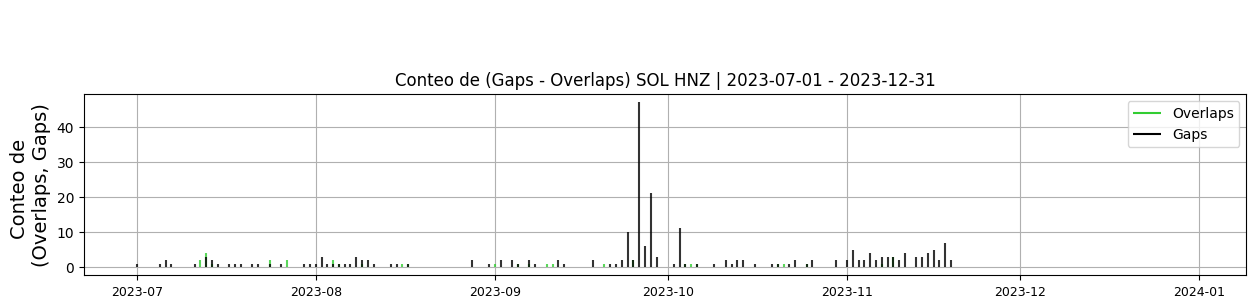 Conteo de (Gaps - Overlaps) SOL HNZ | 2023-07-01 - 2023-12-31
Conteo de
(Overlaps, Gaps)
40
30
20
10
0
Overlaps
Gaps
2023-07
2023-08
2023-09
2023-10
2023-11
2023-12
2024-01